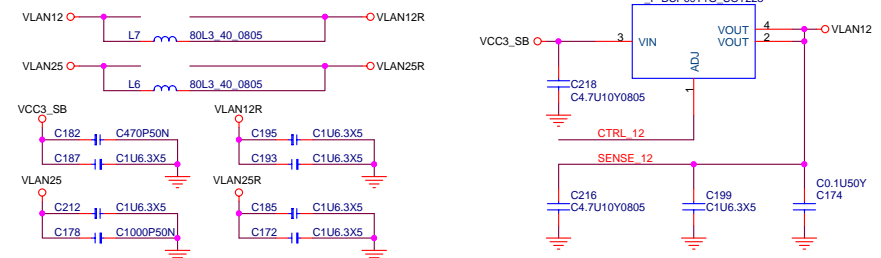 VLAN12
VLAN12R
L7
80L3_40_0805
VLAN25
VLAN25R
L6
80L3_40_0805
VCC3_SB
C182
C470P50N
C187
C1U6.3X5
VLAN12R
C195
C1U6.3X5
C193
C1U6.3X5
VLAN25
C212
C1U6.3X5
C178
C1000P50N
VLAN25R
C185
C1U6.3X5
C172
C1U6.3X5
VCC3_SB
3
VIN
VOUT
4
VLAN12
VOUT
2
ADJ
1
C218
C4.7U10Y0805
CTRL_12
SENSE_12
C216
C4.7U10Y0805
C199
C1U6.3X5
C0.1U50Y
C174